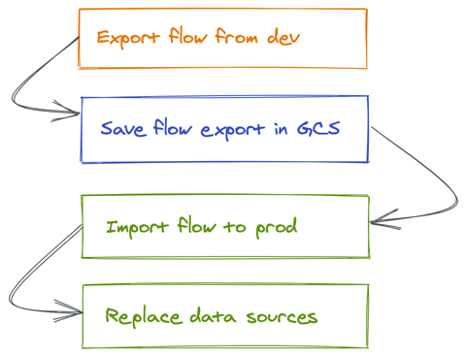 Export flow from dev
Save flow export in GCS
Import flow to prod
Replace data sources